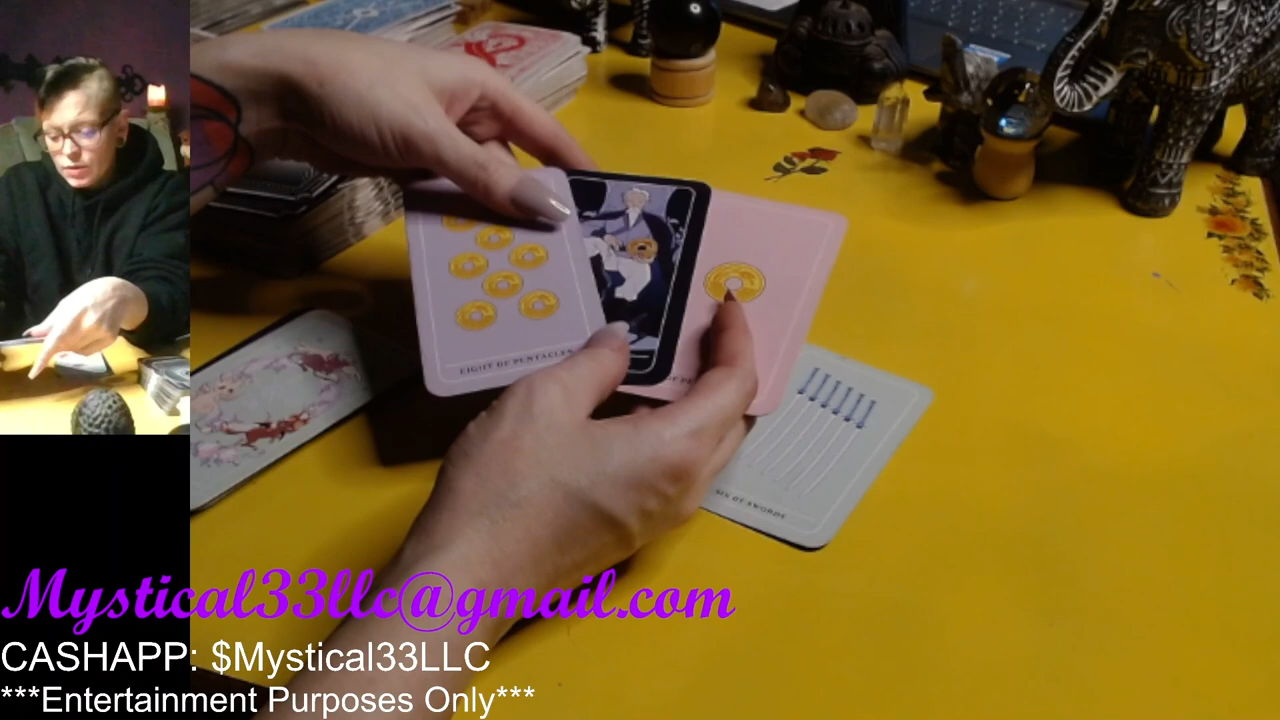 EIGHT OF PENTACLES
SIX OF SWORDS
Mystical33llc@gmail.com
CASHAPP: $Mystical33LLC
***Entertainment Purposes Only***